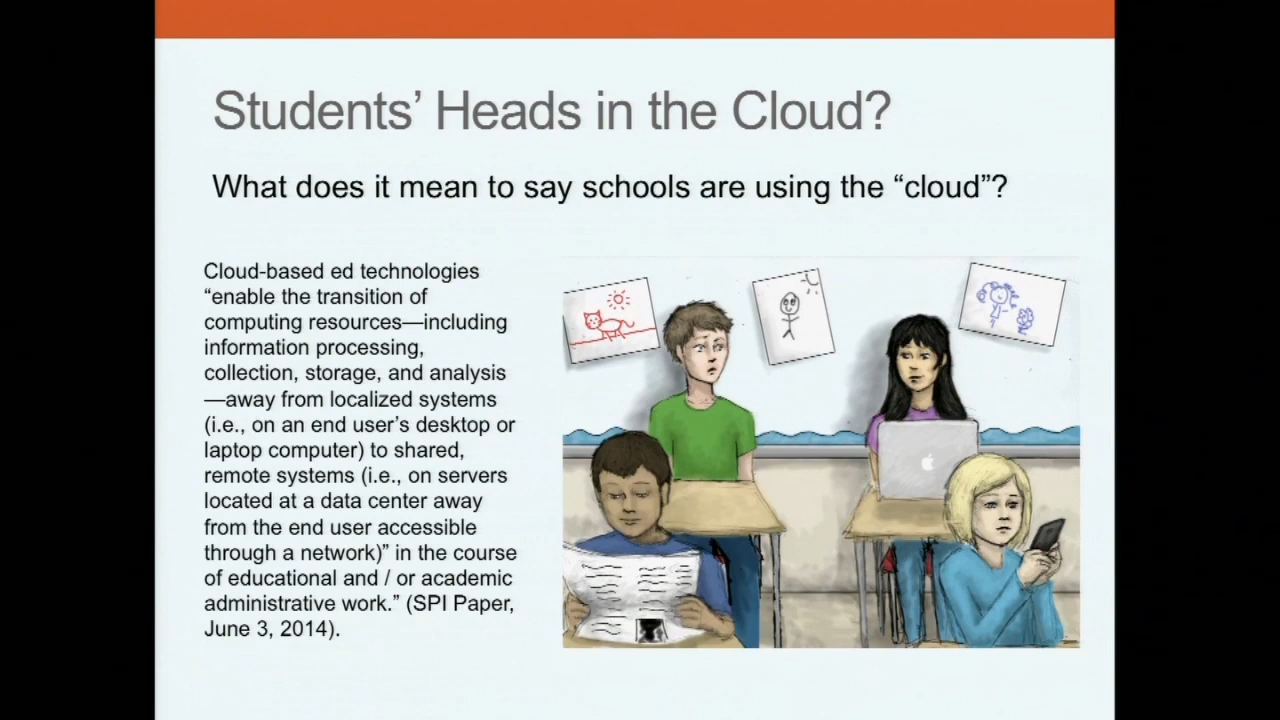 Students’ Heads in the Cloud?
What does it mean to say schools are using the “cloud”?
Cloud-based ed technologies
“enable the transition of
computing resources—including
information processing,
collection, storage, and analysis
—away from localized systems
(i.e., on an end user’s desktop or
laptop computer) to shared,
remote systems (i.e., on servers
located at a data center away
from the end user accessible
through a network)” in the course
of educational and / or academic
administrative work.” (SPI Paper,
June 3, 2014).